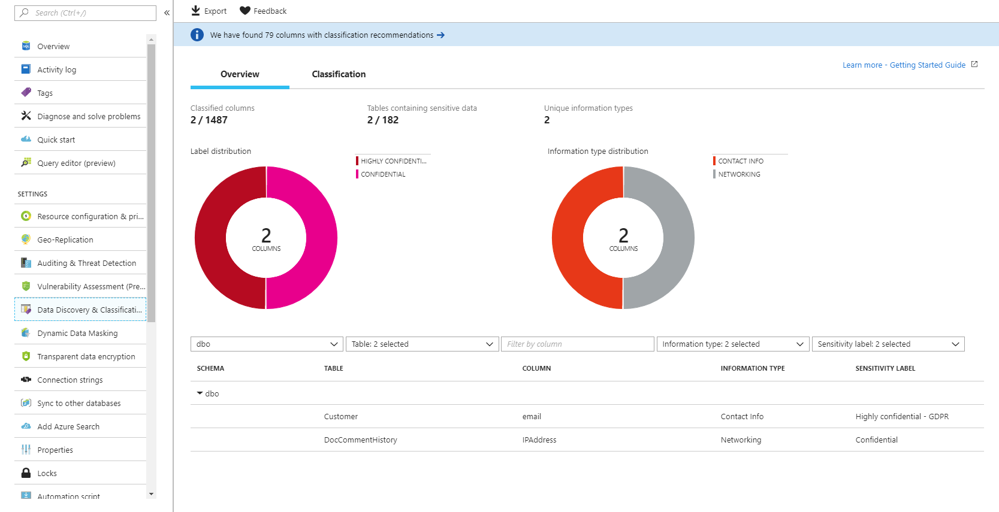 Search (Ctrl+/)
«
Overview
Activity log
Tags
Diagnose and solve problems
Quick start
Query editor (preview)
SETTINGS
Resource configuration & pri...
Geo-Replication
Auditing & Threat Detection
Vulnerability Assessment (Pre...
Data Discovery & Classificati...
Dynamic Data Masking
Transparent data encryption
Connection strings
Sync to other databases
Add Azure Search
Properties
Locks
Automation script
Export Feedback
We have found 79 columns with classification recommendations →
Learn more - Getting Started Guide
Overview Classification
Classified columns Tables containing sensitive data Unique information types
2 / 1487 2 / 182 2
Label distribution
HIGHLY CONFIDENTI...
CONFIDENTIAL
2
COLUMNS
Information type distribution
CONTACT INFO
NETWORKING
2
COLUMNS
dbo Table: 2 selected Filter by column Information type: 2 selected Sensitivity label: 2 selected
SCHEMA TABLE COLUMN INFORMATION TYPE SENSITIVITY LABEL
dbo
Customer email Contact Info Highly confidential - GDPR
DocCommentHistory IPAddress Networking Confidential